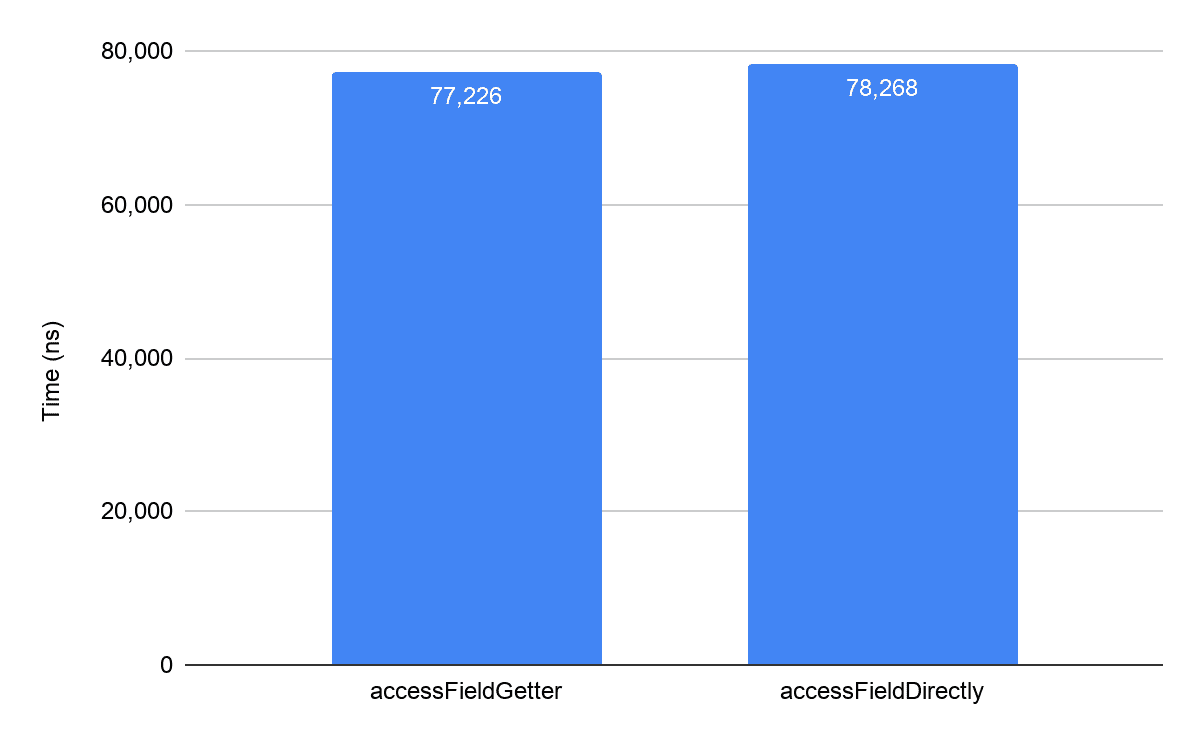 80,000
77,226
78,268
60,000
Time (ns)
40,000
20,000
0
accessFieldGetter
accessFieldDirectly